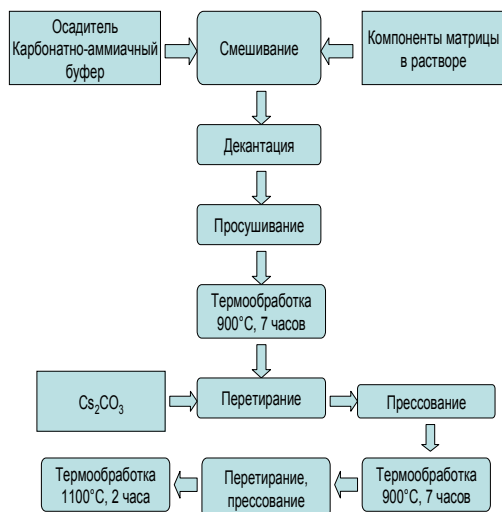 Осадитель
Карбонатно-аммиачный
буфер
Смешивание
Компоненты матрицы
в растворе
Декантация
Просушивание
Термообработка
900°С, 7 часов
Cs₂CO₃
Перетирание
Прессование
Термообработка
1100°С, 2 часа
Перетирание,
прессование
Термообработка
900°С, 7 часов